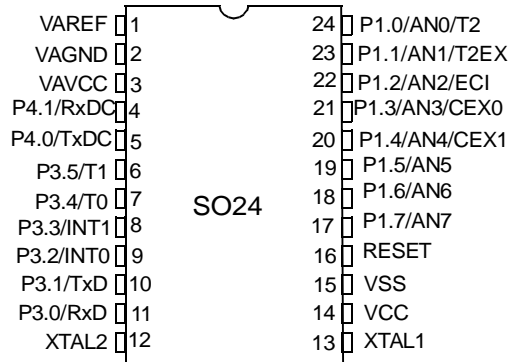 VAREF 1 24 P1.0/AN0/T2
VAGND 2 23 P1.1/AN1/T2EX
VAVCC 3 22 P1.2/AN2/ECI
P4.1/RxDC 4 21 P1.3/AN3/CEX0
P4.0/TxDC 5 20 P1.4/AN4/CEX1
P3.5/T1 6 19 P1.5/AN5
P3.4/T0 7 18 P1.6/AN6
SO24
P3.3/INT1 8 17 P1.7/AN7
P3.2/INT0 9 16 RESET
P3.1/TxD 10 15 VSS
P3.0/RxD 11 14 VCC
XTAL2 12 13 XTAL1